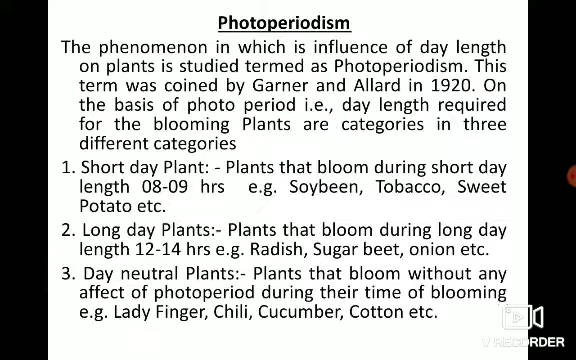 Photoperiodism
The phenomenon in which is influence of day length
on plants is studied termed as Photoperiodism. This
term was coined by Garner and Allard in 1920. On
the basis of photo period i.e., day length required
for the blooming Plants are categories in three
different categories
1. Short day Plant: - Plants that bloom during short day
length 08-09 hrs e.g. Soybeen, Tobacco, Sweet
Potato etc.
2. Long day Plants:- Plants that bloom during long day
length 12-14 hrs e.g. Radish, Sugar beet, onion etc.
3. Day neutral Plants:- Plants that bloom without any
affect of photoperiod during their time of blooming
e.g. Lady Finger, Chili, Cucumber, Cotton etc.
V RECORDER